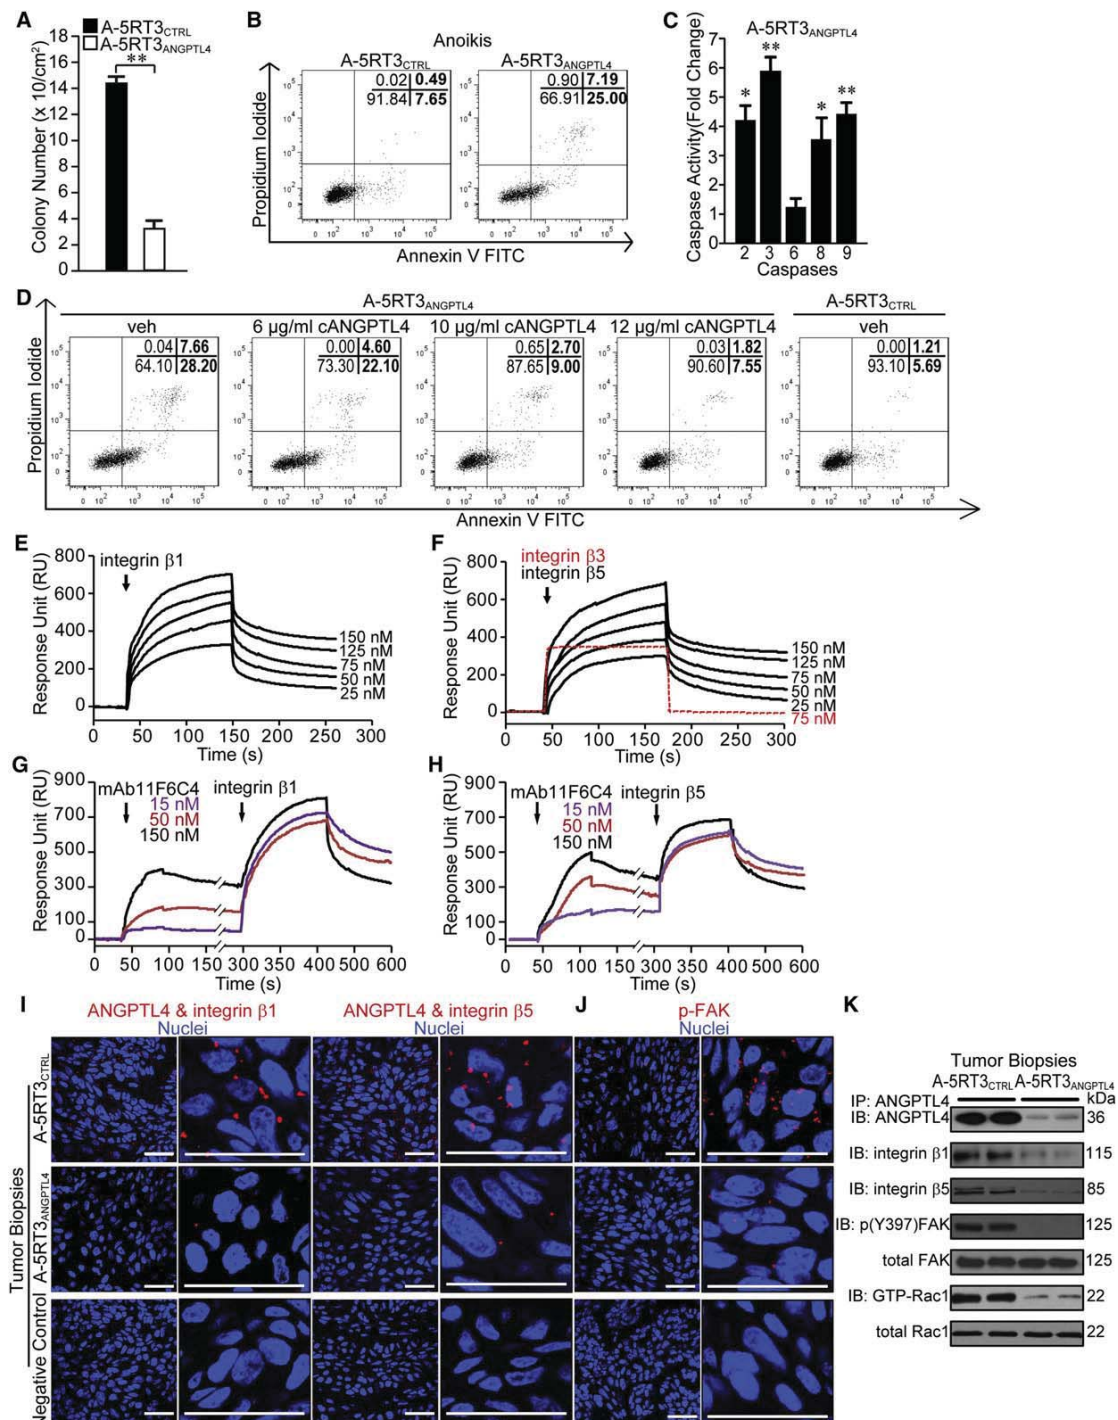 A
A-5RT3CTRL
A-5RT3ANGPTL4
**
18
16
14
12
10
8
6
4
2
0
Colony Number (x 10/cm²)
B
Anoikis
A-5RT3CTRL
A-5RT3ANGPTL4
0.02 0.49
91.84 7.65
0.90 7.19
66.91 25.00
Propidium Iodide
Annexin V FITC
C
A-5RT3ANGPTL4
Caspase Activity(Fold Change)
7
6
5
4
3
2
1
0
* ** * **
2 3 6 8 9
Caspases
D
A-5RT3ANGPTL4
A-5RT3CTRL
veh
6 µg/ml cANGPTL4
10 µg/ml cANGPTL4
12 µg/ml cANGPTL4
veh
0.04 7.66
64.10 28.20
0.00 4.60
73.30 22.10
0.65 2.70
87.65 9.00
0.03 1.82
90.60 7.55
0.00 1.21
93.10 5.69
Propidium Iodide
Annexin V FITC
E
integrin β1
Response Unit (RU)
800
600
400
200
0
150 nM
125 nM
75 nM
50 nM
25 nM
0 50 100 150 200 250 300
Time (s)
F
integrin β3
integrin β5
Response Unit (RU)
800
600
400
200
0
150 nM
125 nM
75 nM
50 nM
25 nM
75 nM
0 50 100 150 200 250 300
Time (s)
G
mAb11F6C4
15 nM
50 nM
150 nM
integrin β1
Response Unit (RU)
900
700
500
300
100
0
0 50 100 150 300 400 500 600
Time (s)
H
mAb11F6C4
15 nM
50 nM
150 nM
integrin β5
Response Unit (RU)
900
700
500
300
100
0
0 50 100 150 300 400 500 600
Time (s)
I
ANGPTL4 & integrin β1
Nuclei
ANGPTL4 & integrin β5
Nuclei
J
p-FAK
Nuclei
Tumor Biopsies
A-5RT3CTRL
A-5RT3ANGPTL4
Negative Control
K
Tumor Biopsies
A-5RT3CTRL A-5RT3ANGPTL4
IP: ANGPTL4
kDa
IB: ANGPTL4 36
IB: integrin β1 115
IB: integrin β5 85
IB: p(Y397)FAK 125
total FAK 125
IB: GTP-Rac1 22
total Rac1 22